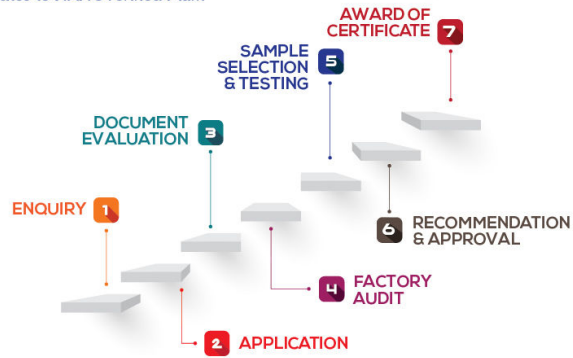 ENQUIRY 1
2 APPLICATION
DOCUMENT
EVALUATION 3
4 FACTORY
AUDIT
SAMPLE
SELECTION
& TESTING 5
6 RECOMMENDATION
& APPROVAL
AWARD OF
CERTIFICATE 7